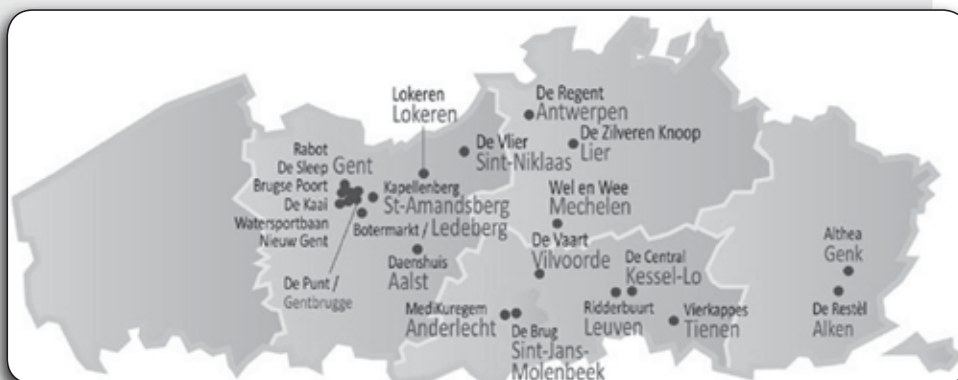 Lokeren
Lokeren
De Regent
Antwerpen
De Zilveren Knoop
Lier
De Vlier
Sint-Niklaas
Rabot
De Sleep
Gent
Brugse Poort
De Kaai
Watersportbaan
Nieuw Gent
Kapellenberg
St-Amandsberg
Botermarkt / Ledeberg
De Punt /
Gentbrugge
Daenshuis
Aalst
Wel en Wee
Mechelen
De Vaart
Vilvoorde
De Central
Kessel-Lo
MediKuregem
Anderlecht
De Brug
Sint-Jans-
Molenbeek
Ridderbuurt
Leuven
Vierkappes
Tienen
Althea
Genk
De Restèl
Alken